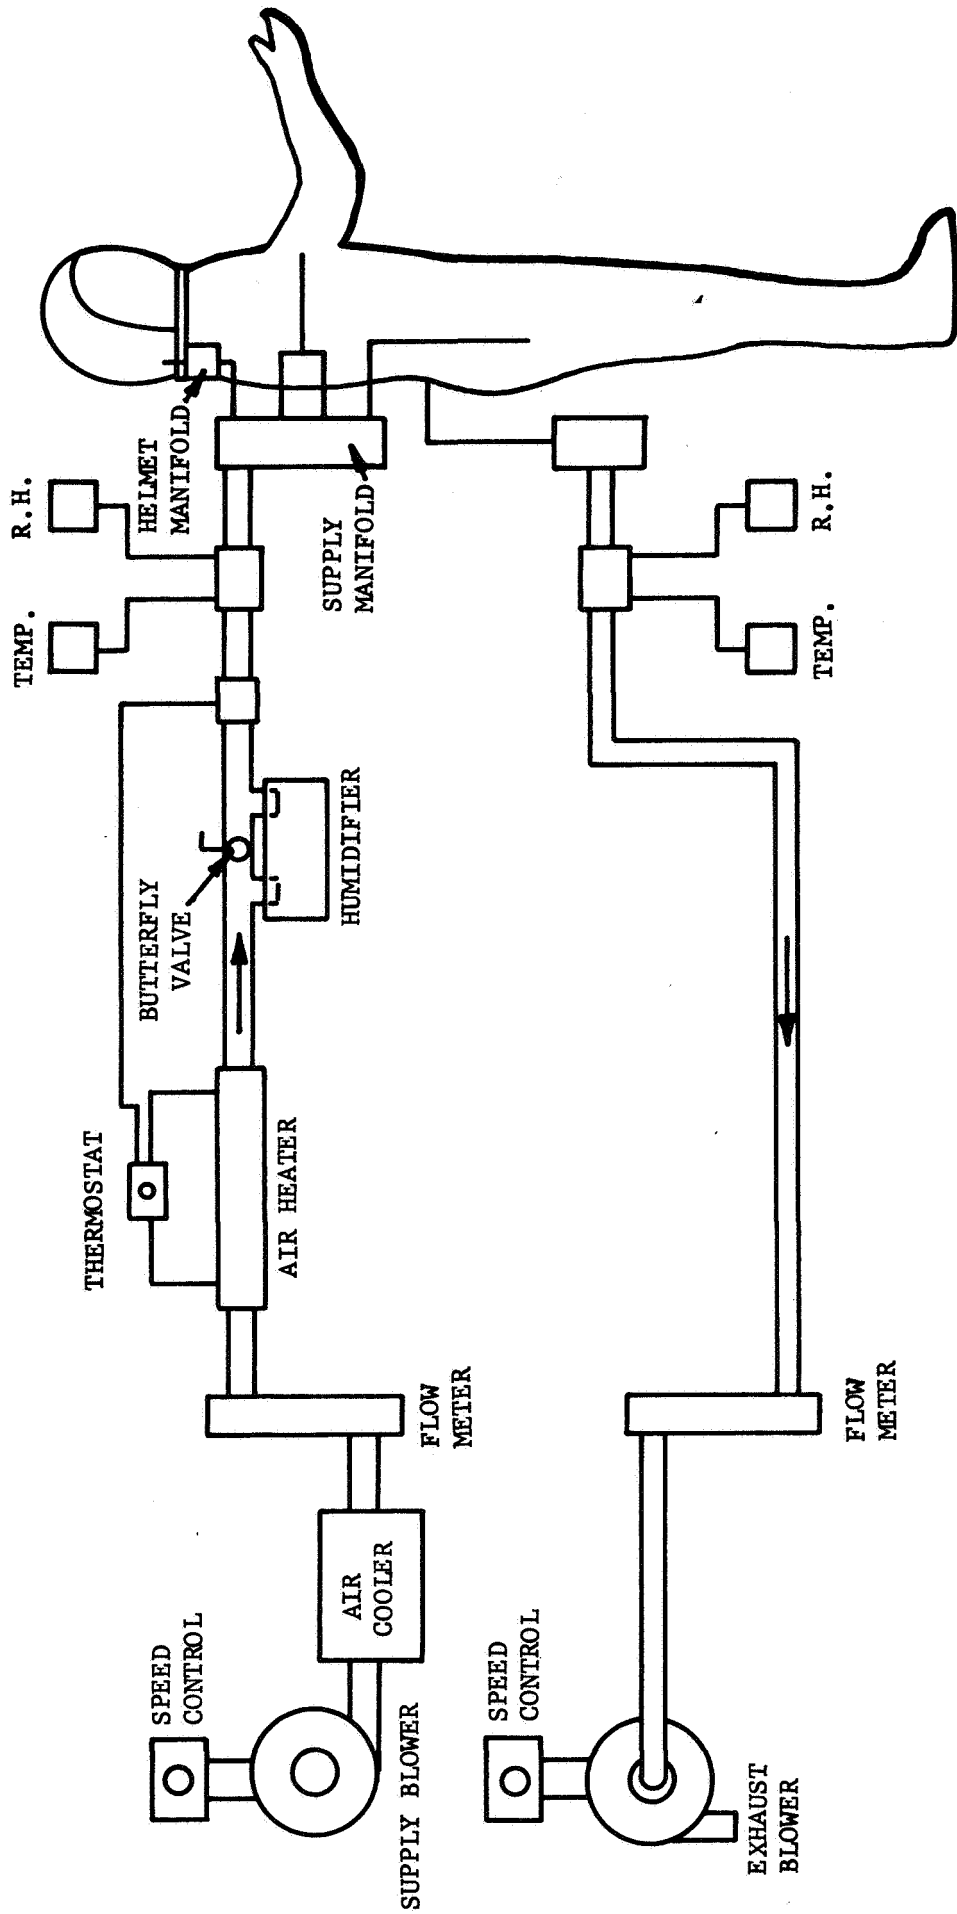 R.H.
TEMP.
HELMET
MANIFOLD
SUPPLY
MANIFOLD
R.H.
TEMP.
BUTTERFLY
VALVE
HUMIDIFIER
THERMOSTAT
AIR HEATER
FLOW
METER
FLOW
METER
AIR
COOLER
SPEED
CONTROL
SUPPLY BLOWER
SPEED
CONTROL
EXHAUST
BLOWER